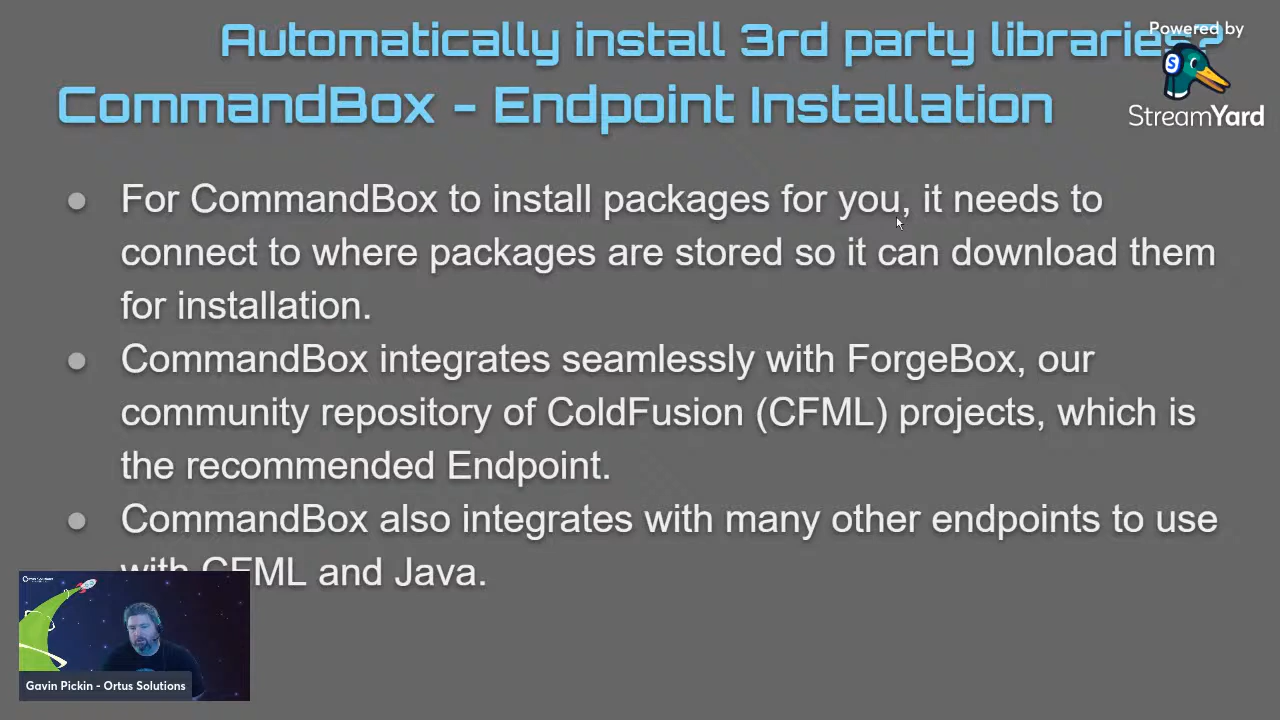 Automatically install 3rd party libraries?
Powered by
StreamYard
CommandBox - Endpoint Installation
For CommandBox to install packages for you, it needs to
connect to where packages are stored so it can download them
for installation.
CommandBox integrates seamlessly with ForgeBox, our
community repository of ColdFusion (CFML) projects, which is
the recommended Endpoint.
CommandBox also integrates with many other endpoints to use
with CFML and Java.
Gavin Pickin - Ortus Solutions